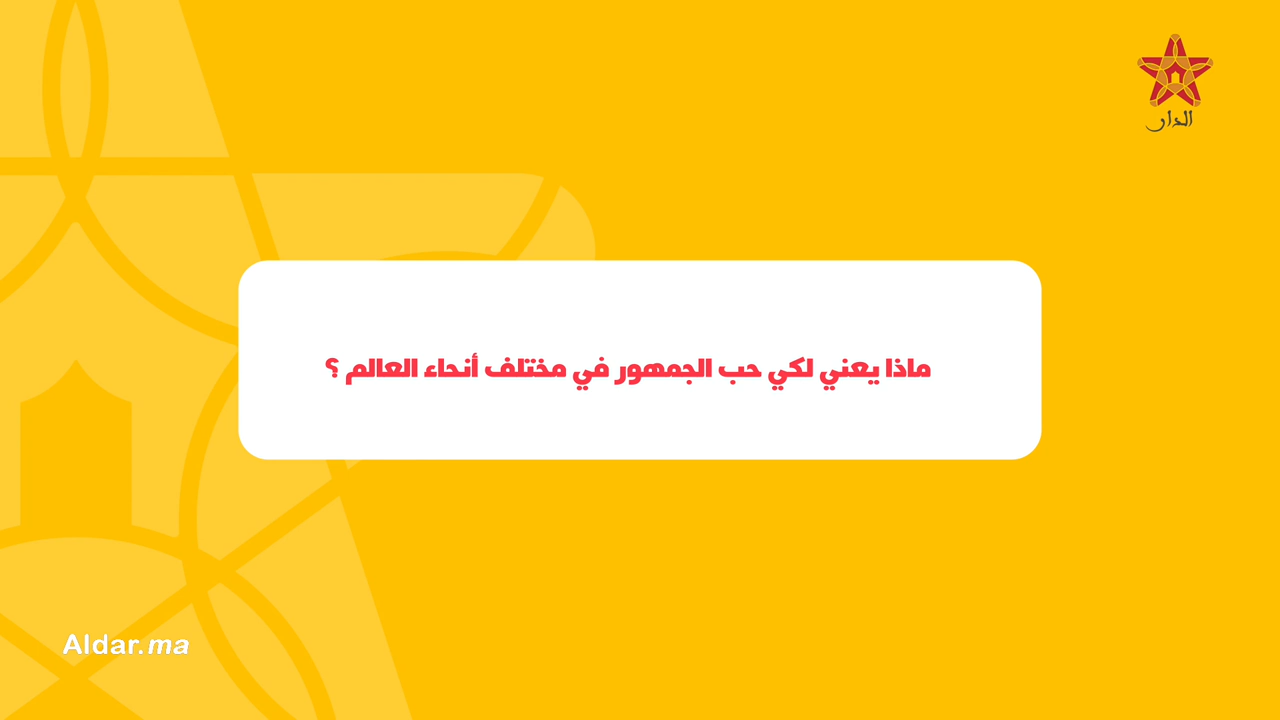 الدار
ماذا يعني لكي حب الجمهور في مختلف أنحاء العالم ؟
Aldar.ma